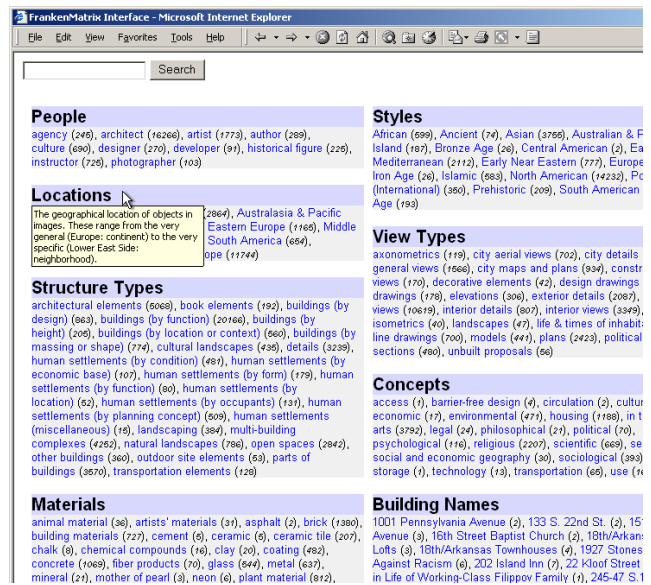 FrankenMatrix Interface - Microsoft Internet Explorer
File Edit View Favorites Tools Help
Search
People
agency (245), architect (16266), artist (1773), author (289),
culture (690), designer (270), developer (91), historical figure (225),
instructor (725), photographer (103)
Locations
The geographical location of objects in
images. These range from the very
general (Europe: continent) to the very
specific (Lower East Side:
neighborhood).
(2864), Australasia & Pacific
Eastern Europe (1165), Middle
South America (654),
ope (11744)
Structure Types
architectural elements (5068), book elements (192), buildings (by
design) (863), buildings (by function) (20166), buildings (by
height) (205), buildings (by location or context) (560), buildings (by
massing or shape) (774), cultural landscapes (435), details (3239),
human settlements (by condition) (481), human settlements (by
economic base) (107), human settlements (by form) (179), human
settlements (by function) (80), human settlements (by
location) (52), human settlements (by occupants) (131), human
settlements (by planning concept) (509), human settlements
(miscellaneous) (15), landscaping (384), multi-building
complexes (4252), natural landscapes (786), open spaces (2842),
other buildings (360), outdoor site elements (53), parts of
buildings (3570), transportation elements (128)
Materials
animal material (36), artists' materials (31), asphalt (2), brick (1380),
building materials (727), cement (5), ceramic (5), ceramic tile (207),
chalk (8), chemical compounds (16), clay (20), coating (482),
concrete (1069), fiber products (70), glass (544), metal (637),
mineral (21), mother of pearl (3), neon (6), plant material (812),
Styles
African (599), Ancient (74), Asian (3755), Australian & P
Island (187), Bronze Age (26), Central American (2), Ea
Mediterranean (2112), Early Near Eastern (777), Europe
Iron Age (26), Islamic (583), North American (14232), Po
(International) (350), Prehistoric (209), South American
Age (193)
View Types
axonometrics (119), city aerial views (702), city details
general views (1566), city maps and plans (934), constr
views (170), decorative elements (42), design drawings
drawings (178), elevations (306), exterior details (2087),
views (10619), interior details (807), interior views (3349),
isometrics (40), landscapes (47), life & times of inhabit
line drawings (700), models (441), plans (2423), political
sections (480), unbuilt proposals (56)
Concepts
access (1), barrier-free design (4), circulation (2), cultur
economic (17), environmental (471), housing (1188), in t
arts (3792), legal (24), philosophical (21), political (70),
psychological (116), religious (2207), scientific (669), se
social and economic geography (30), sociological (393)
storage (1), technology (13), transportation (65), use (16
Building Names
1001 Pennsylvania Avenue (2), 133 S. 22nd St. (2), 15
Avenue (3), 16th Street Baptist Church (2), 18th/Arkans
Lofts (3), 18th/Arkansas Townhouses (4), 1927 Stones
Against Racism (6), 202 Island Inn (7), 22 Kloof Street
in Life of Working-Class Filippov Family (1), 245-47 S.1